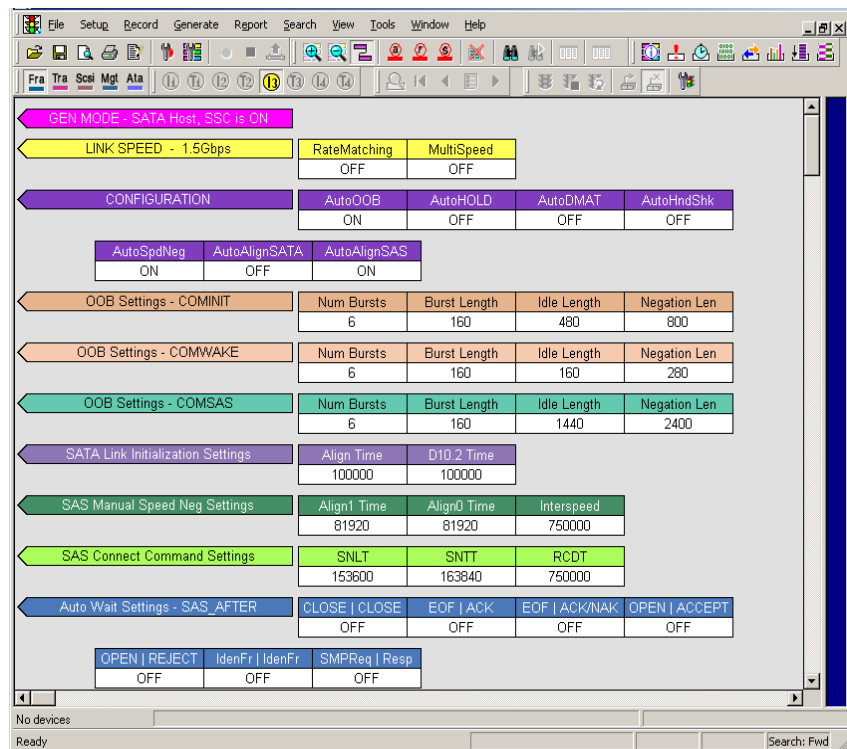 File Setup Record Generate Report Search View Tools Window Help
Fra Tra Scsi Mgt Ata I1 T1 I2 T2 I3 T3 I4 T4
GEN MODE - SATA Host, SSC is ON
LINK SPEED - 1.5Gbps RateMatching MultiSpeed
OFF OFF
CONFIGURATION AutoOOB AutoHOLD AutoDMAT AutoHndShk
ON OFF OFF OFF
AutoSpdNeg AutoAlignSATA AutoAlignSAS
ON OFF ON
OOB Settings - COMINIT Num Bursts Burst Length Idle Length Negation Len
6 160 480 800
OOB Settings - COMWAKE Num Bursts Burst Length Idle Length Negation Len
6 160 160 280
OOB Settings - COMSAS Num Bursts Burst Length Idle Length Negation Len
6 160 1440 2400
SATA Link Initialization Settings Align Time D10.2 Time
100000 100000
SAS Manual Speed Neg Settings Align1 Time Align0 Time Interspeed
81920 81920 750000
SAS Connect Command Settings SNLT SNTT RCDT
153600 163840 750000
Auto Wait Settings - SAS_AFTER CLOSE | CLOSE EOF | ACK EOF | ACK/NAK OPEN | ACCEPT
OFF OFF OFF OFF
OPEN | REJECT IdenFr | IdenFr SMPReq | Resp
OFF OFF OFF
No devices
Ready Search: Fwd